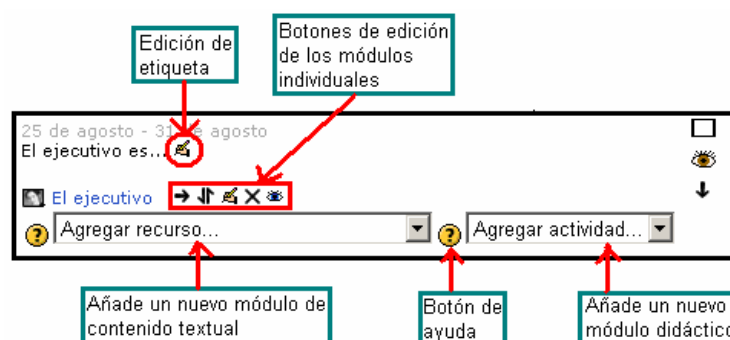 Edición de
etiqueta
Botones de edición
de los módulos
individuales
25 de agosto - 31 de agosto
El ejecutivo es...
El ejecutivo
Agregar recurso...
Agregar actividad...
Añade un nuevo módulo de
contenido textual
Botón de
ayuda
Añade un nuevo
módulo didáctico